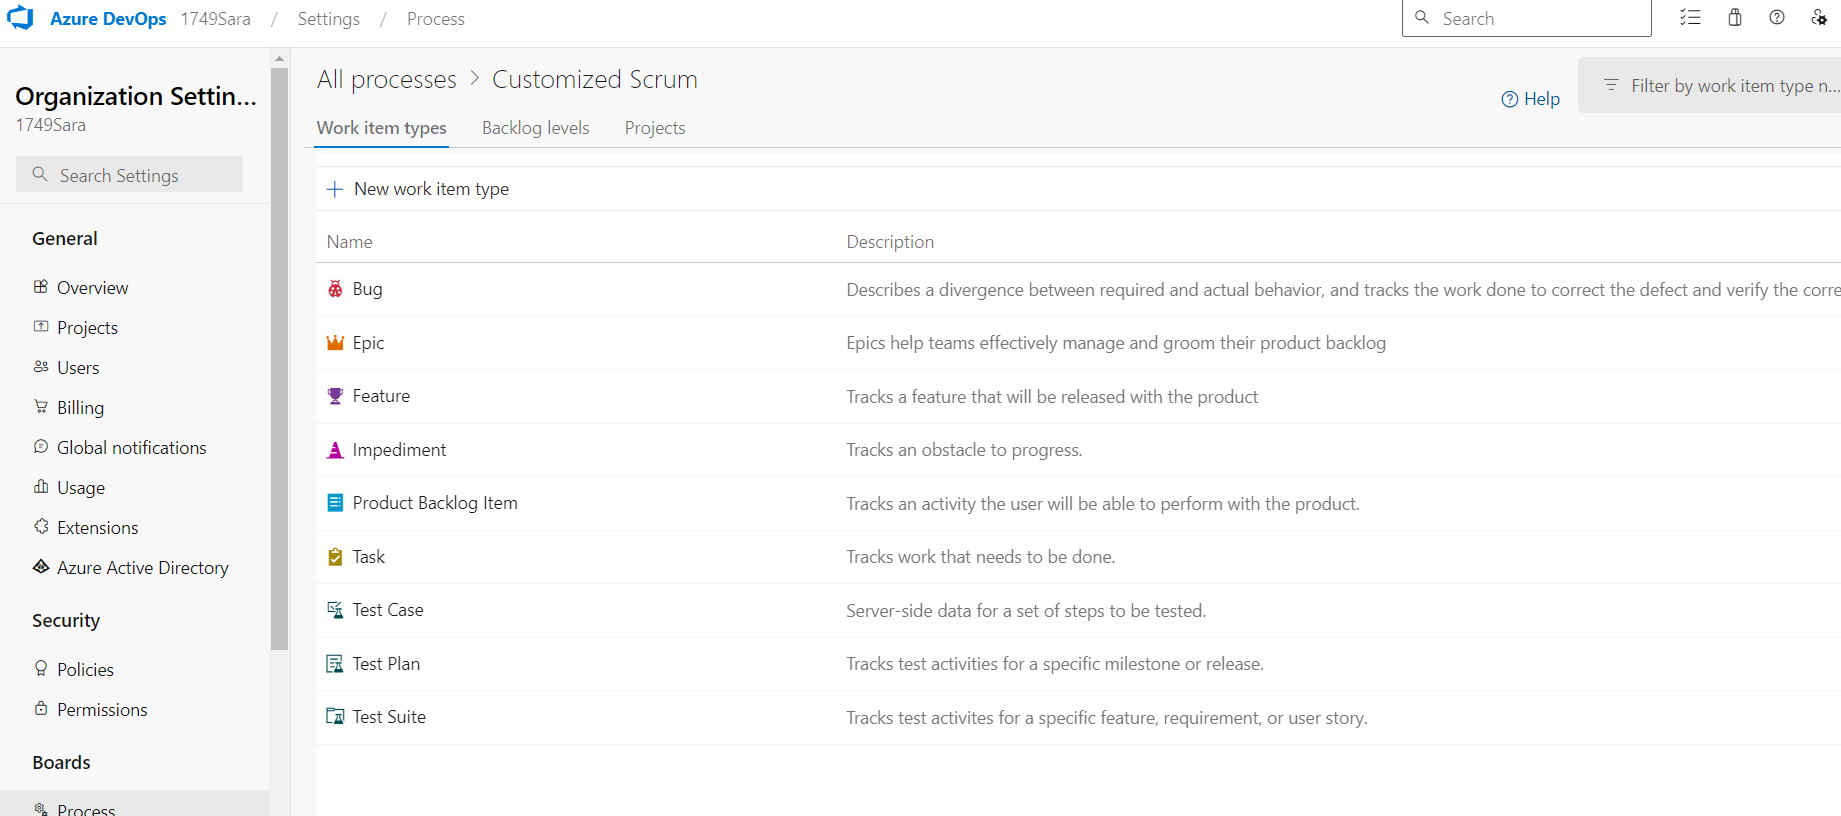 Azure DevOps 1749Sara / Settings / Process
Search
Organization Settin...
1749Sara
Search Settings
General
Overview
Projects
Users
Billing
Global notifications
Usage
Extensions
Azure Active Directory
Security
Policies
Permissions
Boards
Process
All processes > Customized Scrum
Help
Filter by work item type n...
Work item types Backlog levels Projects
+ New work item type
Name Description
Bug Describes a divergence between required and actual behavior, and tracks the work done to correct the defect and verify the corre
Epic Epics help teams effectively manage and groom their product backlog
Feature Tracks a feature that will be released with the product
Impediment Tracks an obstacle to progress.
Product Backlog Item Tracks an activity the user will be able to perform with the product.
Task Tracks work that needs to be done.
Test Case Server-side data for a set of steps to be tested.
Test Plan Tracks test activities for a specific milestone or release.
Test Suite Tracks test activites for a specific feature, requirement, or user story.